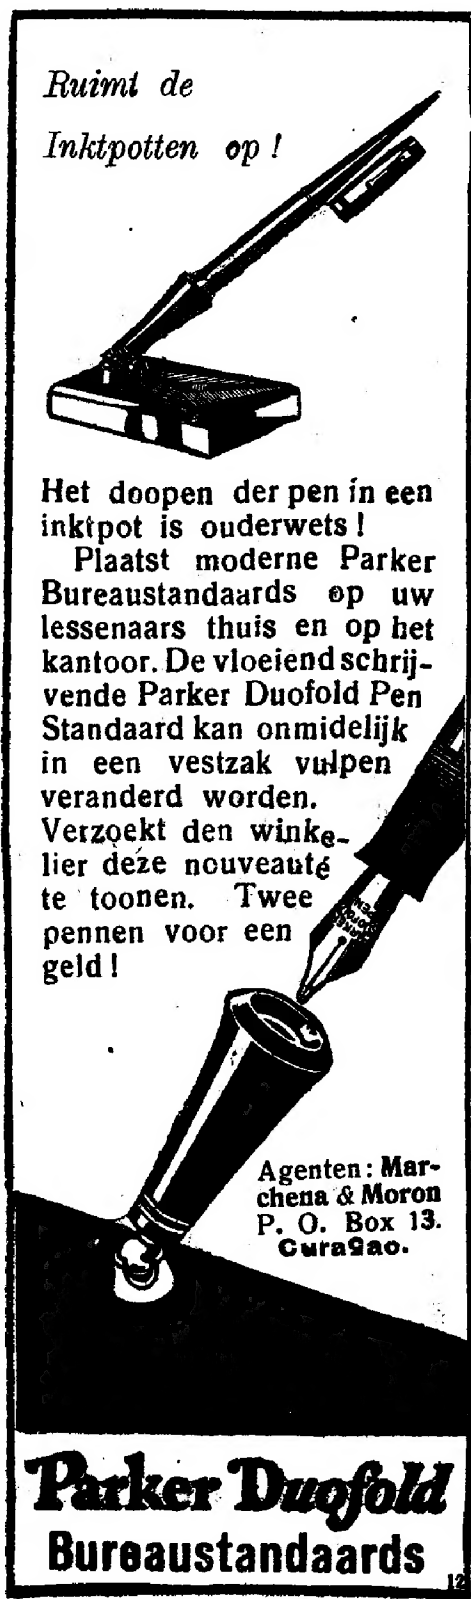 Ruimt de
Inktpotten op !
Het doopen der pen in een
inktpot is ouderwets !
Plaatst moderne Parker
Bureaustandaards op uw
lessenaars thuis en op het
kantoor. De vloeiend schrij-
vende Parker Duofold Pen
Standaard kan onmidelijk
in een vestzak vulpen
veranderd worden.
Verzoekt den winke-
lier deze nouveauté
te toonen. Twee
pennen voor een
geld !
PARKER
DUOFOLD
PEN
Agenten : Mar-
chena & Moron
P. O. Box 13.
Curaçao.
Parker Duofold
Bureaustandaards
12